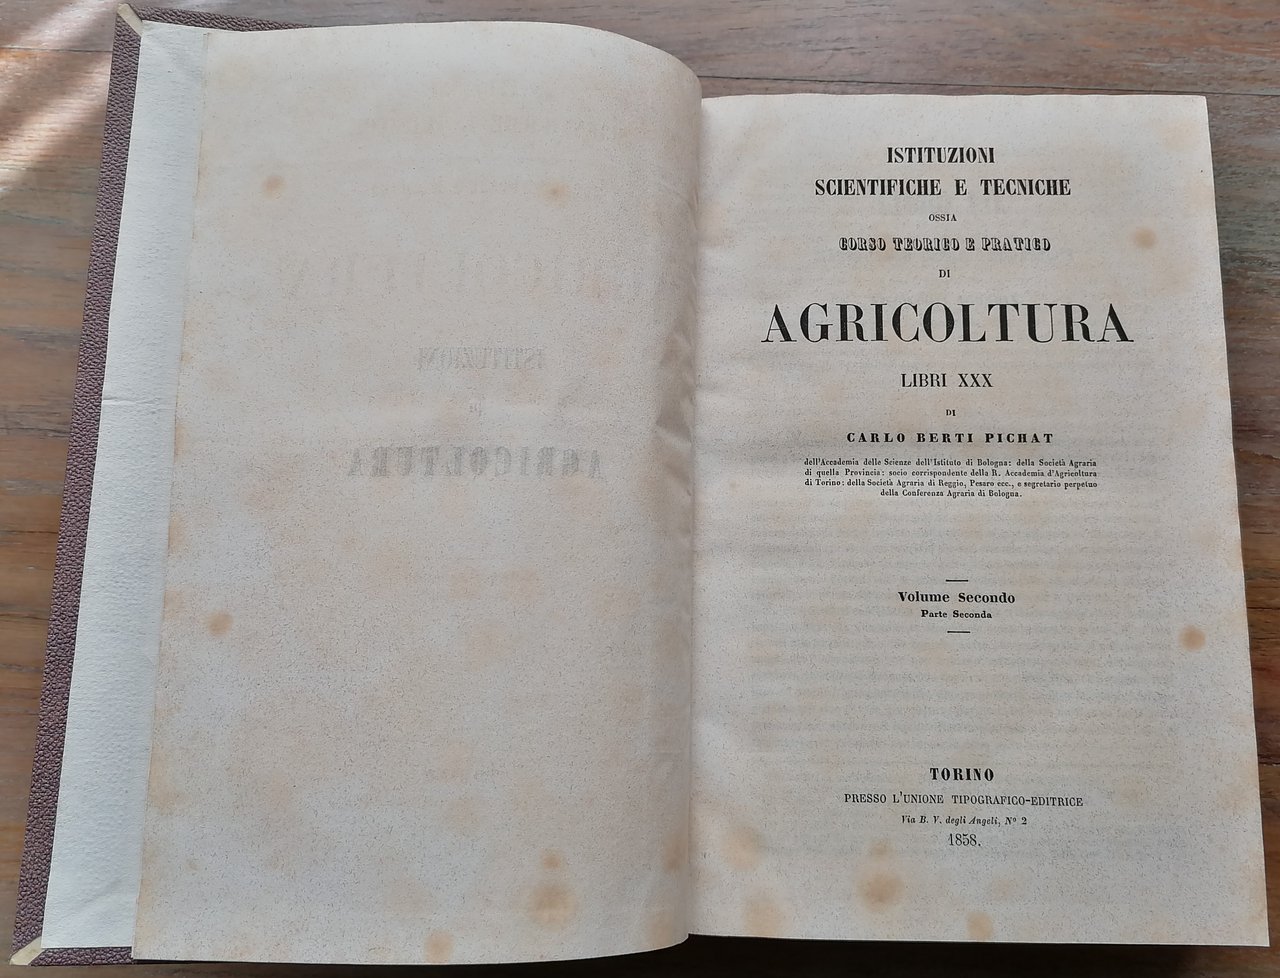 ISTITUZIONI
AGRICOLTURA
ISTITUZIONI
SCIENTIFICHE E TECNICHE
OSSIA
CORSO TEORICO E PRATICO
DI
AGRICOLTURA
LIBRI XXX
DI
CARLO BERTI PICHAT
dell'Accademia delle Scienze dell'Istituto di Bologna: della Società Agraria
di quella Provincia: socio corrispondente della R. Accademia d'Agricoltura
di Torino: della Società Agraria di Reggio, Pesaro ecc., e segretario perpetuo
della Conferenza Agraria di Bologna.
Volume Secondo
Parte Seconda
TORINO
PRESSO L'UNIONE TIPOGRAFICO-EDITRICE
Via B. V. degli Angeli, Nº 2
1858.